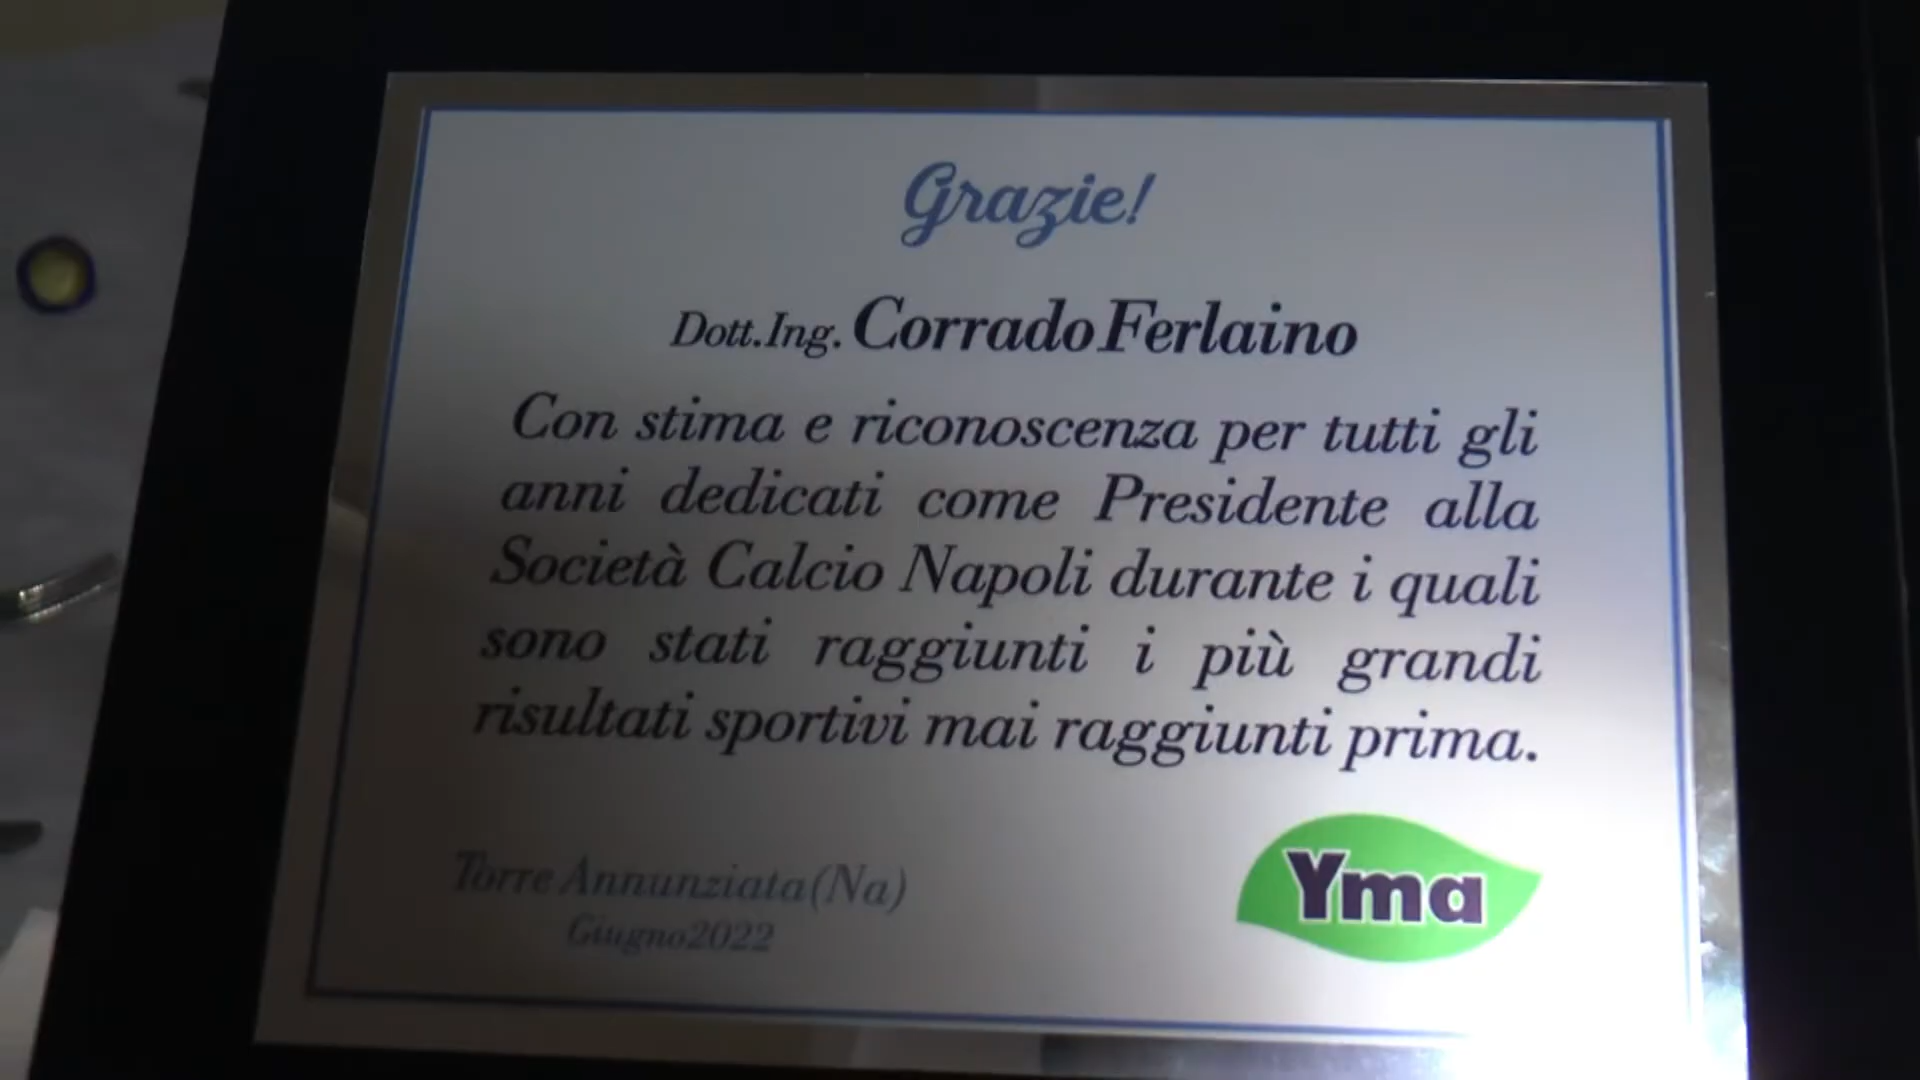 Grazie!
Dott.Ing. Corrado Ferlaino
Con stima e riconoscenza per tutti gli
anni dedicati come Presidente alla
Società Calcio Napoli durante i quali
sono stati raggiunti i più grandi
risultati sportivi mai raggiunti prima.
Torre Annunziata(Na)
Giugno2022
Yma